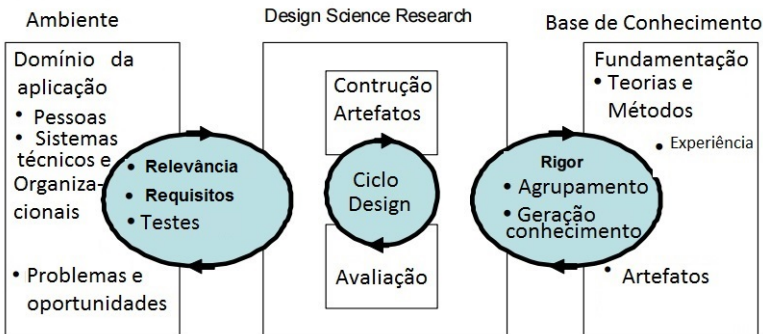 Ambiente
Design Science Research
Base de Conhecimento
Domínio da
aplicação
• Pessoas
• Sistemas
técnicos e
Organiza-
cionais
• Problemas e
oportunidades
• Relevância
• Requisitos
• Testes
Contrução
Artefatos
Ciclo
Design
Avaliação
Rigor
• Agrupamento
• Geração
conhecimento
Fundamentação
• Teorias e
Métodos
• Experiência
• Artefatos